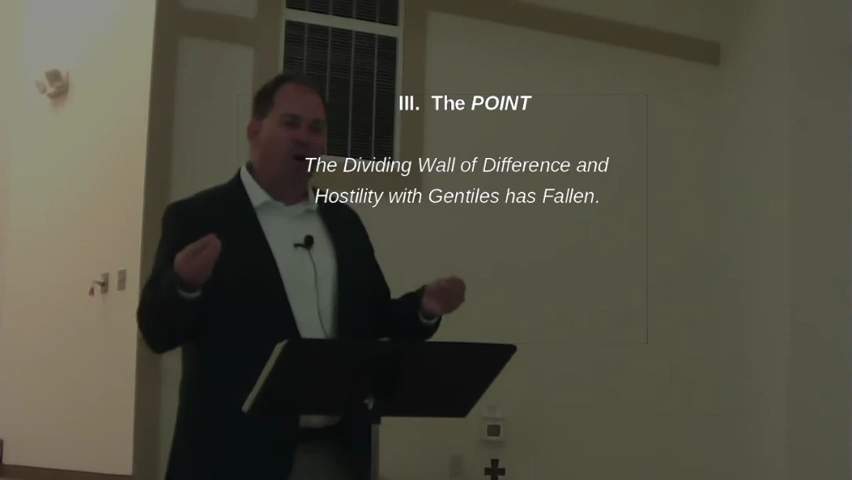 III. The POINT
The Dividing Wall of Difference and
Hostility with Gentiles has Fallen.